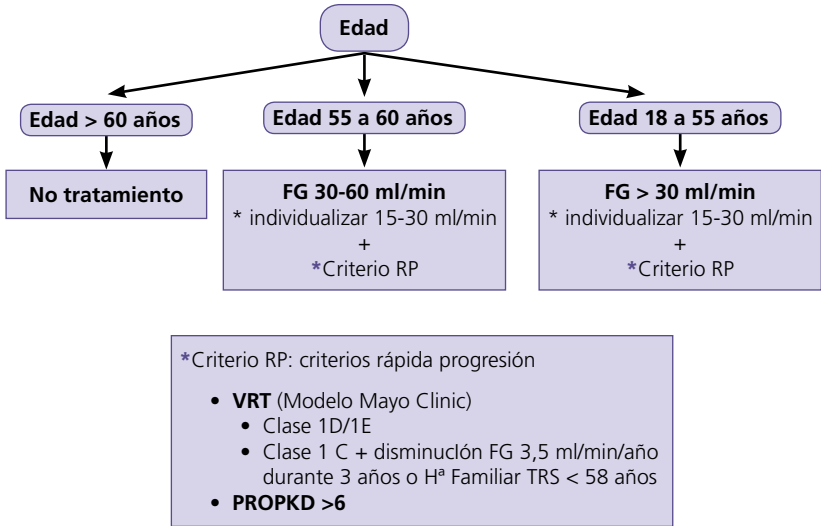 Edad
Edad > 60 años
Edad 55 a 60 años
Edad 18 a 55 años
No tratamiento
FG 30-60 ml/min
* individualizar 15-30 ml/min
+
*Criterio RP
FG > 30 ml/min
* individualizar 15-30 ml/min
+
*Criterio RP
*Criterio RP: criterios rápida progresión
• VRT (Modelo Mayo Clinic)
• Clase 1D/1E
• Clase 1 C + disminucIón FG 3,5 ml/min/año
durante 3 años o Hª Familiar TRS < 58 años
• PROPKD >6